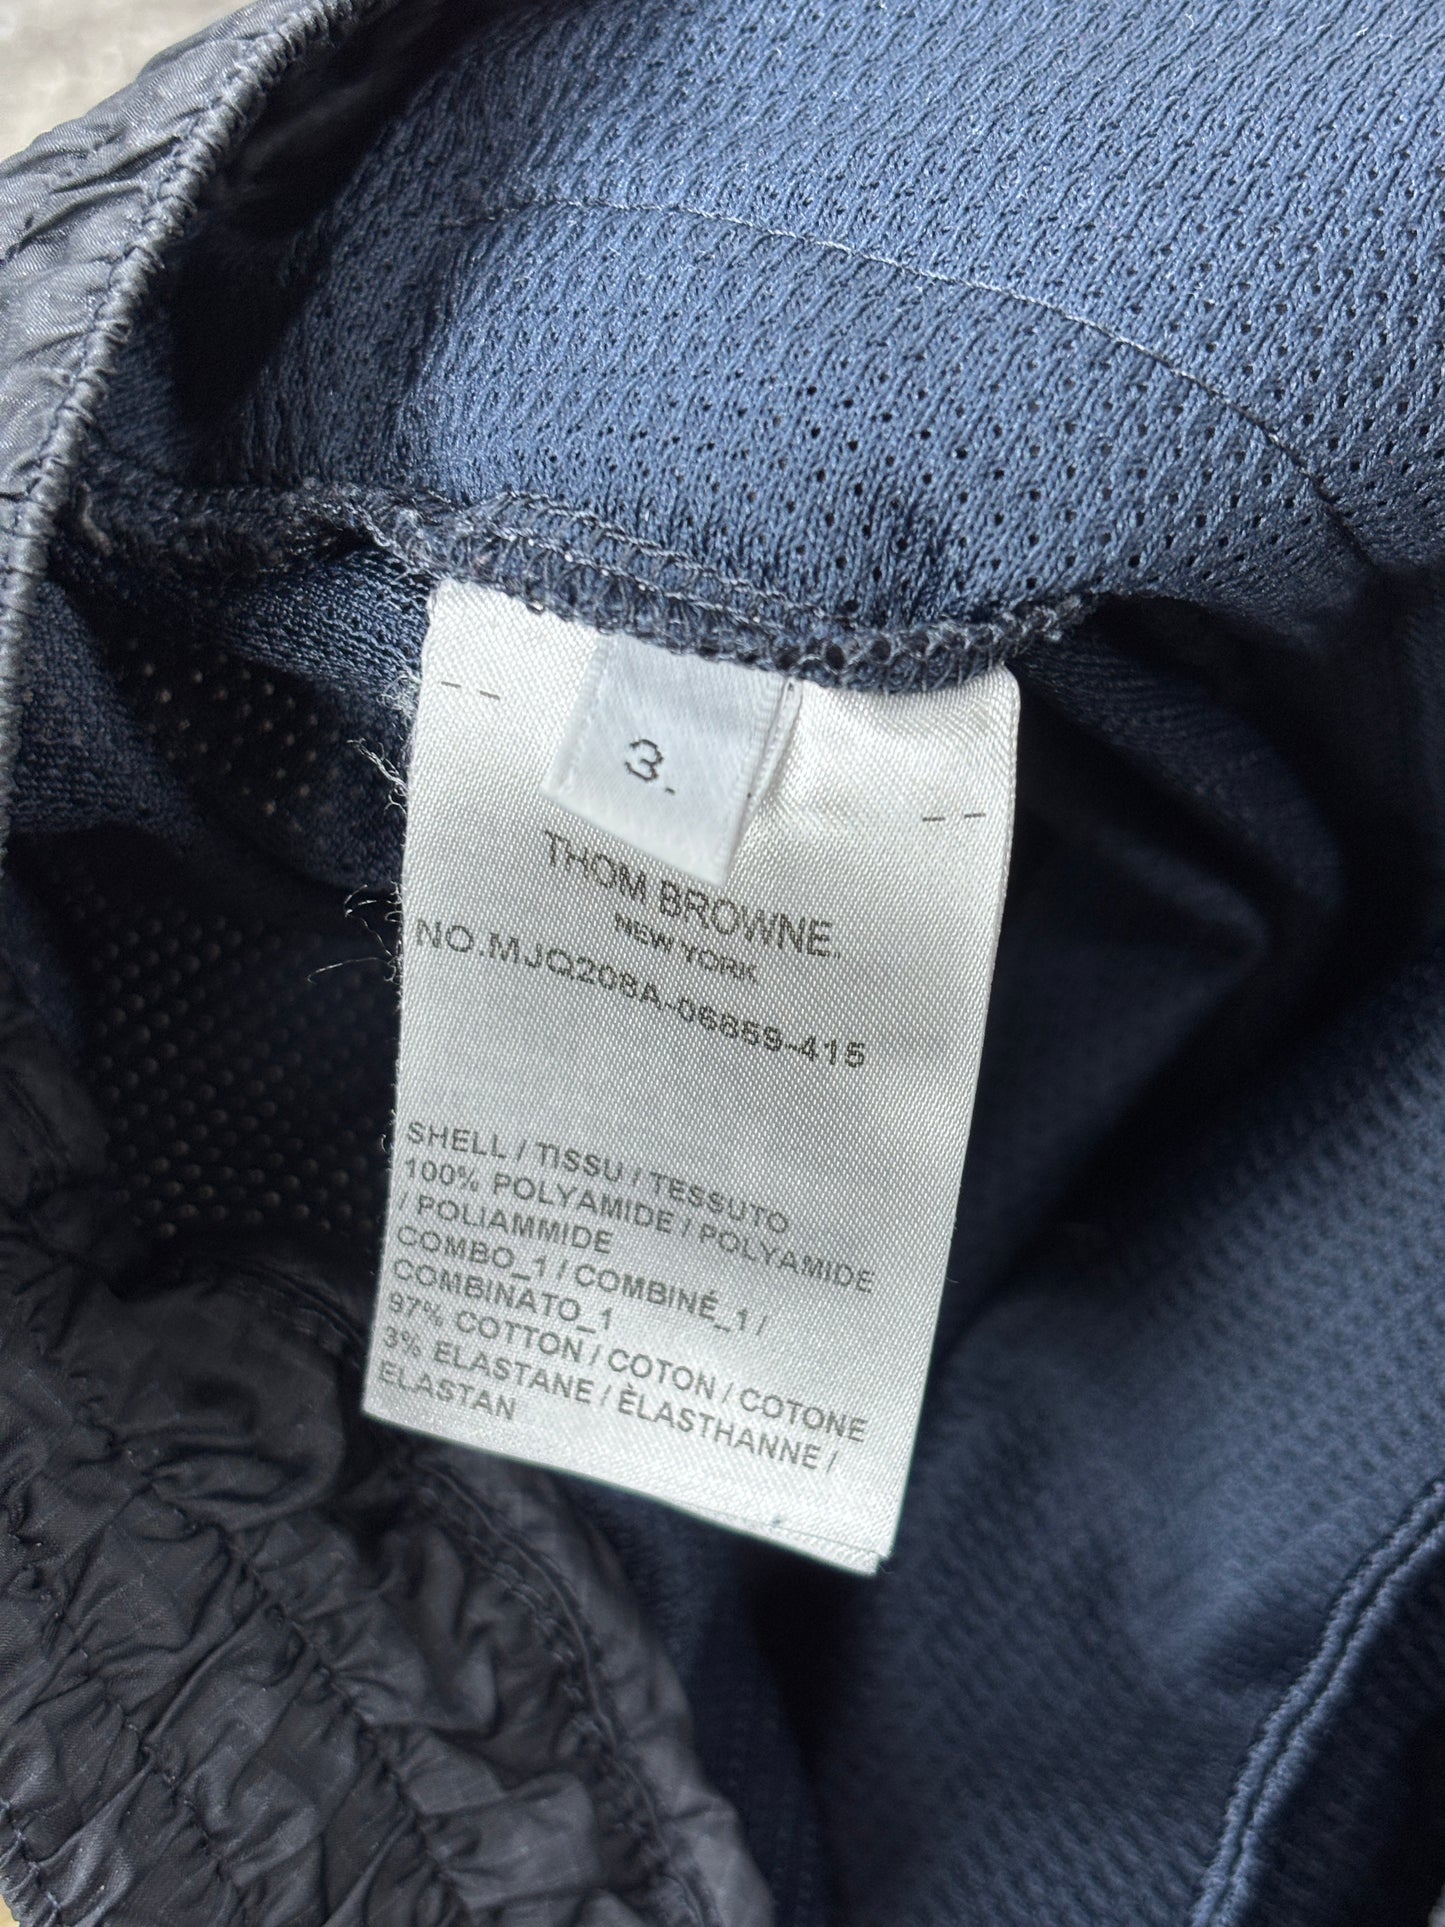 3.
THOM BROWNE.
NEW YORK
NO.MJQ208A-06859-415
SHELL / TISSU / TESSUTO
100% POLYAMIDE / POLYAMIDE
/ POLIAMMIDE
COMBO_1 / COMBINÉ_1 /
COMBINATO_1
97% COTTON / COTON / COTONE
3% ELASTANE / ÈLASTHANNE /
ELASTAN